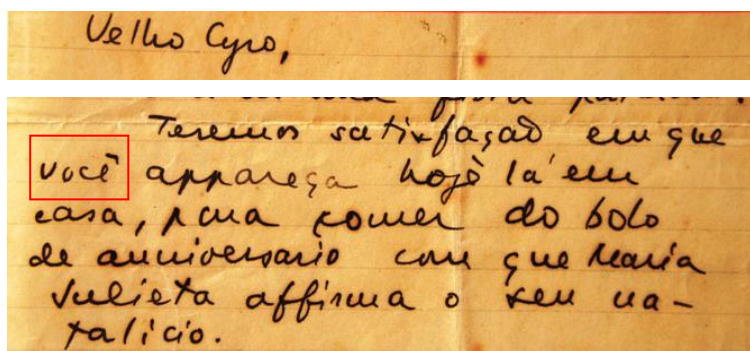 Velho Cyro,
Teremos satisfação em que
você appareça hoje lá em
casa, para comer do bolo
de anniversario com que Maria
Julieta affirma o seu na-
talicio.